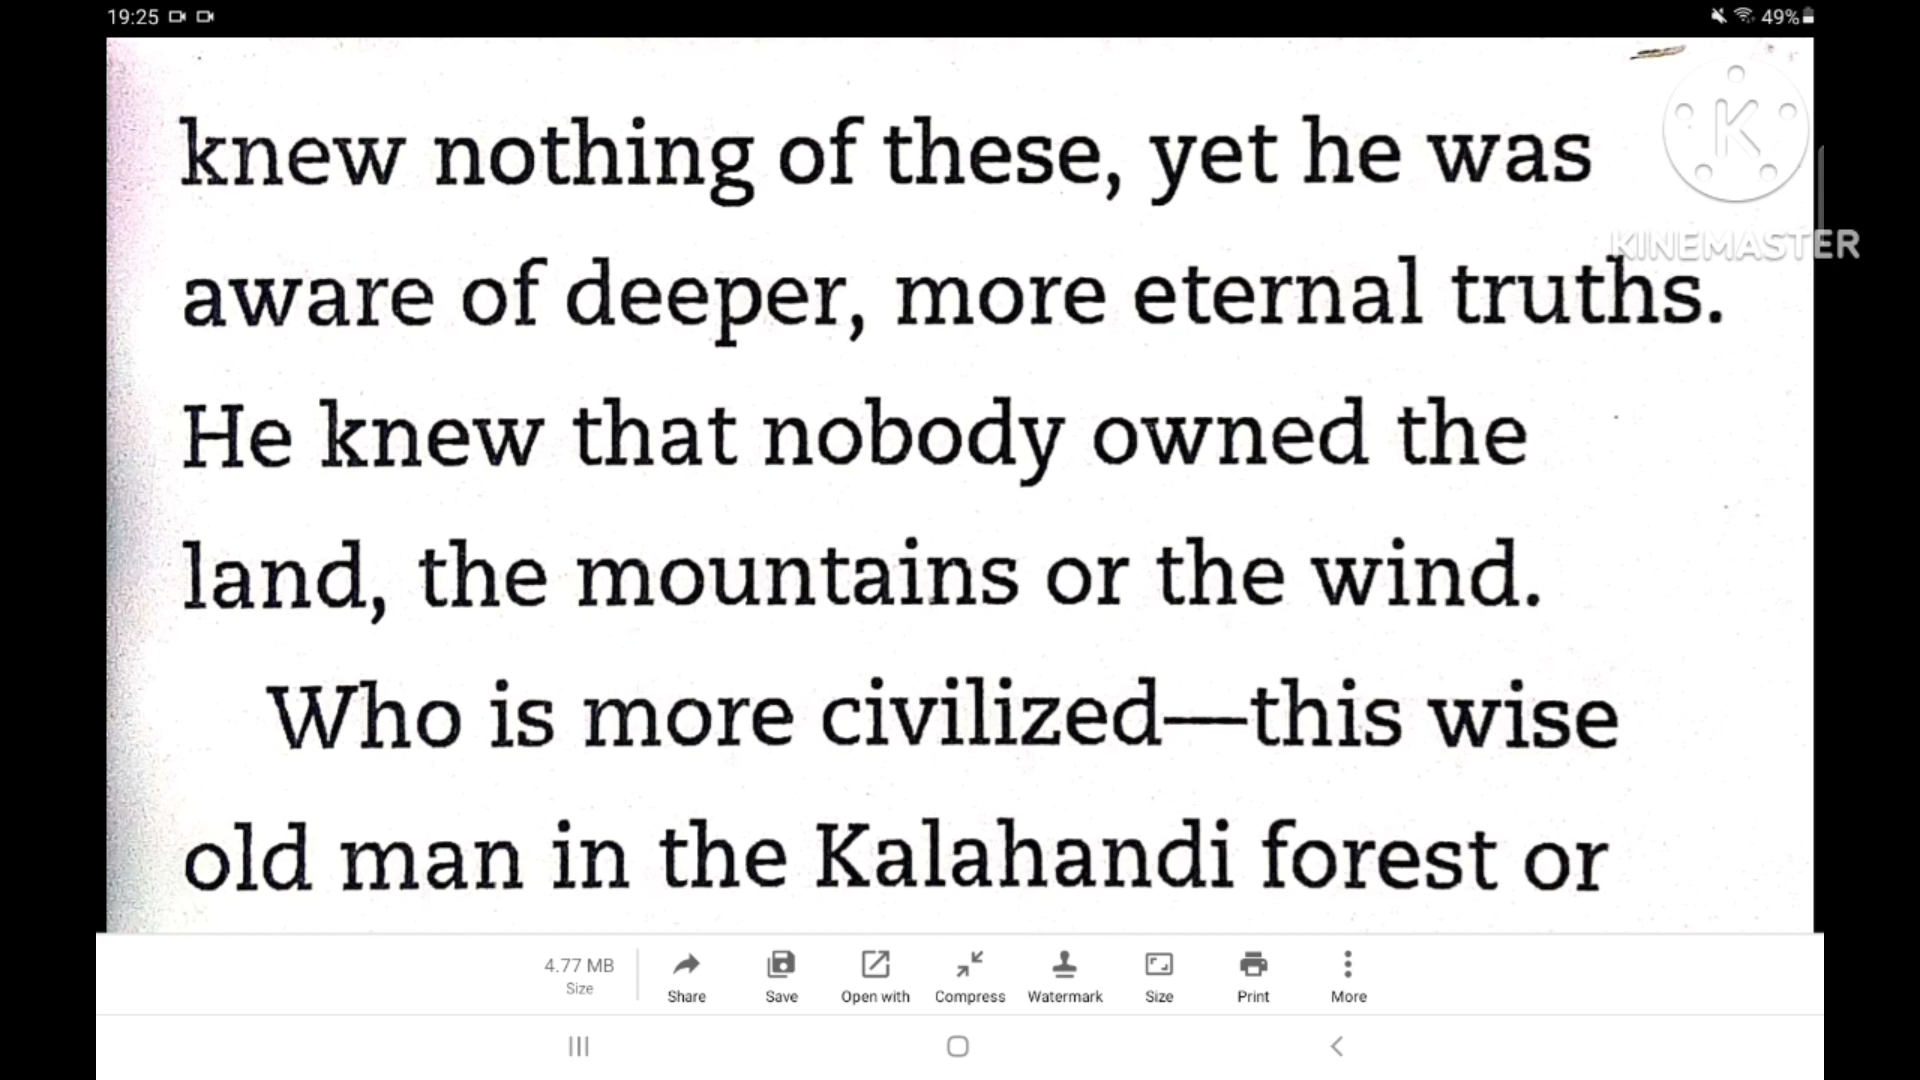 19:25
49%
knew nothing of these, yet he was
aware of deeper, more eternal truths.
He knew that nobody owned the
land, the mountains or the wind.
Who is more civilized—this wise
old man in the Kalahandi forest or
K
KINEMASTER
4.77 MB
Size
Share
Save
Open with
Compress
Watermark
Size
Print
More